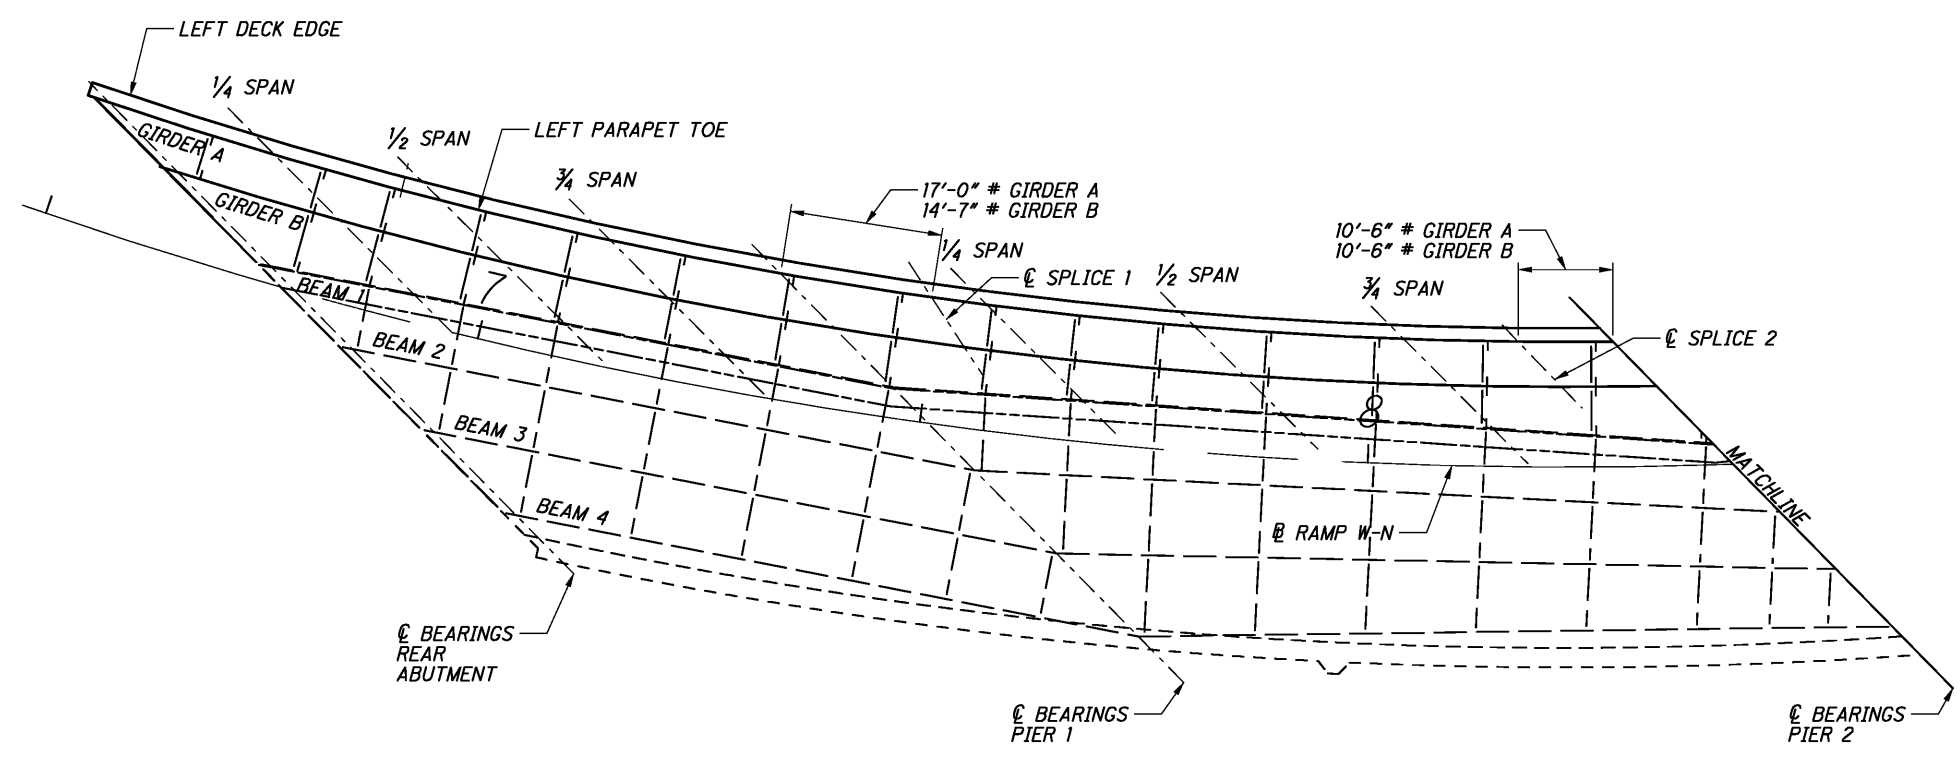 LEFT DECK EDGE
1/4 SPAN
1/2 SPAN
LEFT PARAPET TOE
3/4 SPAN
GIRDER A
GIRDER B
17'-0" # GIRDER A
14'-7" # GIRDER B
1/4 SPAN
℄ SPLICE 1
1/2 SPAN
10'-6" # GIRDER A
10'-6" # GIRDER B
3/4 SPAN
℄ SPLICE 2
7
8
BEAM 1
BEAM 2
BEAM 3
BEAM 4
MATCHLINE
RAMP W-N
℄ BEARINGS
REAR
ABUTMENT
℄ BEARINGS
PIER 1
℄ BEARINGS
PIER 2